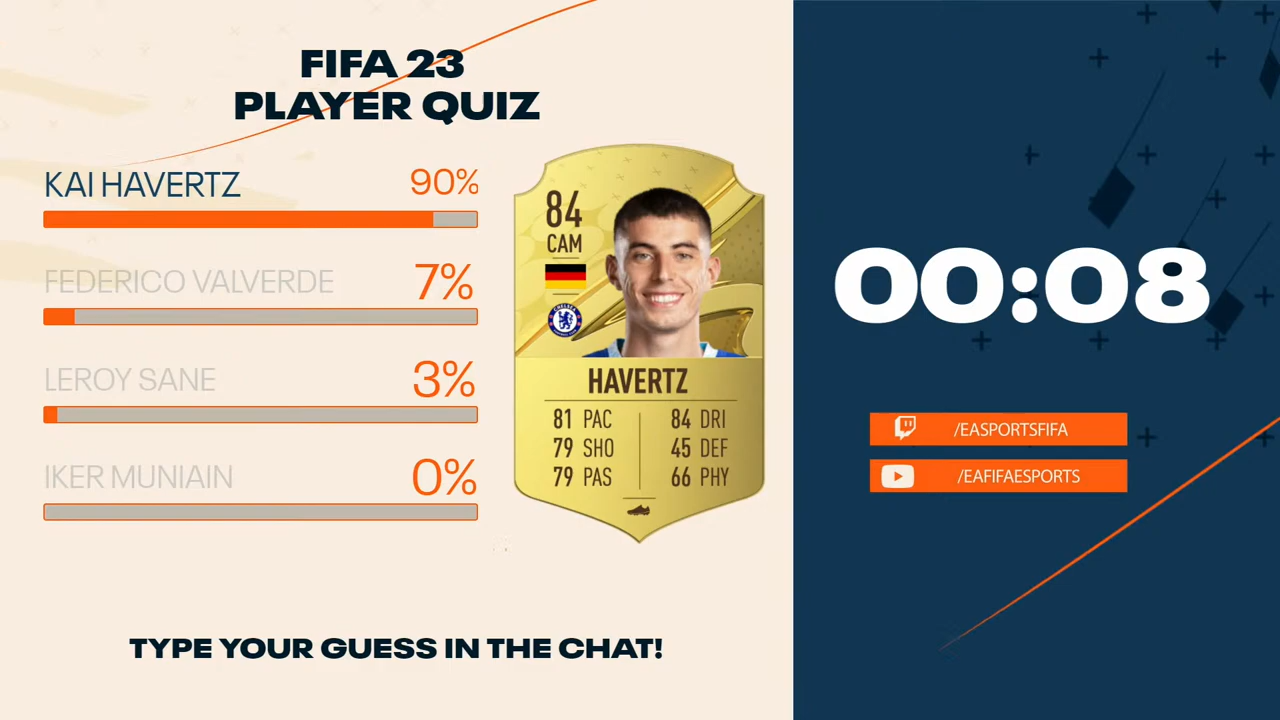 FIFA 23
PLAYER QUIZ
KAI HAVERTZ 90%
FEDERICO VALVERDE 7%
LEROY SANE 3%
IKER MUNIAIN 0%
84
CAM
CHELSEA
HAVERTZ
81 PAC 84 DRI
79 SHO 45 DEF
79 PAS 66 PHY
TYPE YOUR GUESS IN THE CHAT!
00:08
/EASPORTSFIFA
/EAFIFAESPORTS